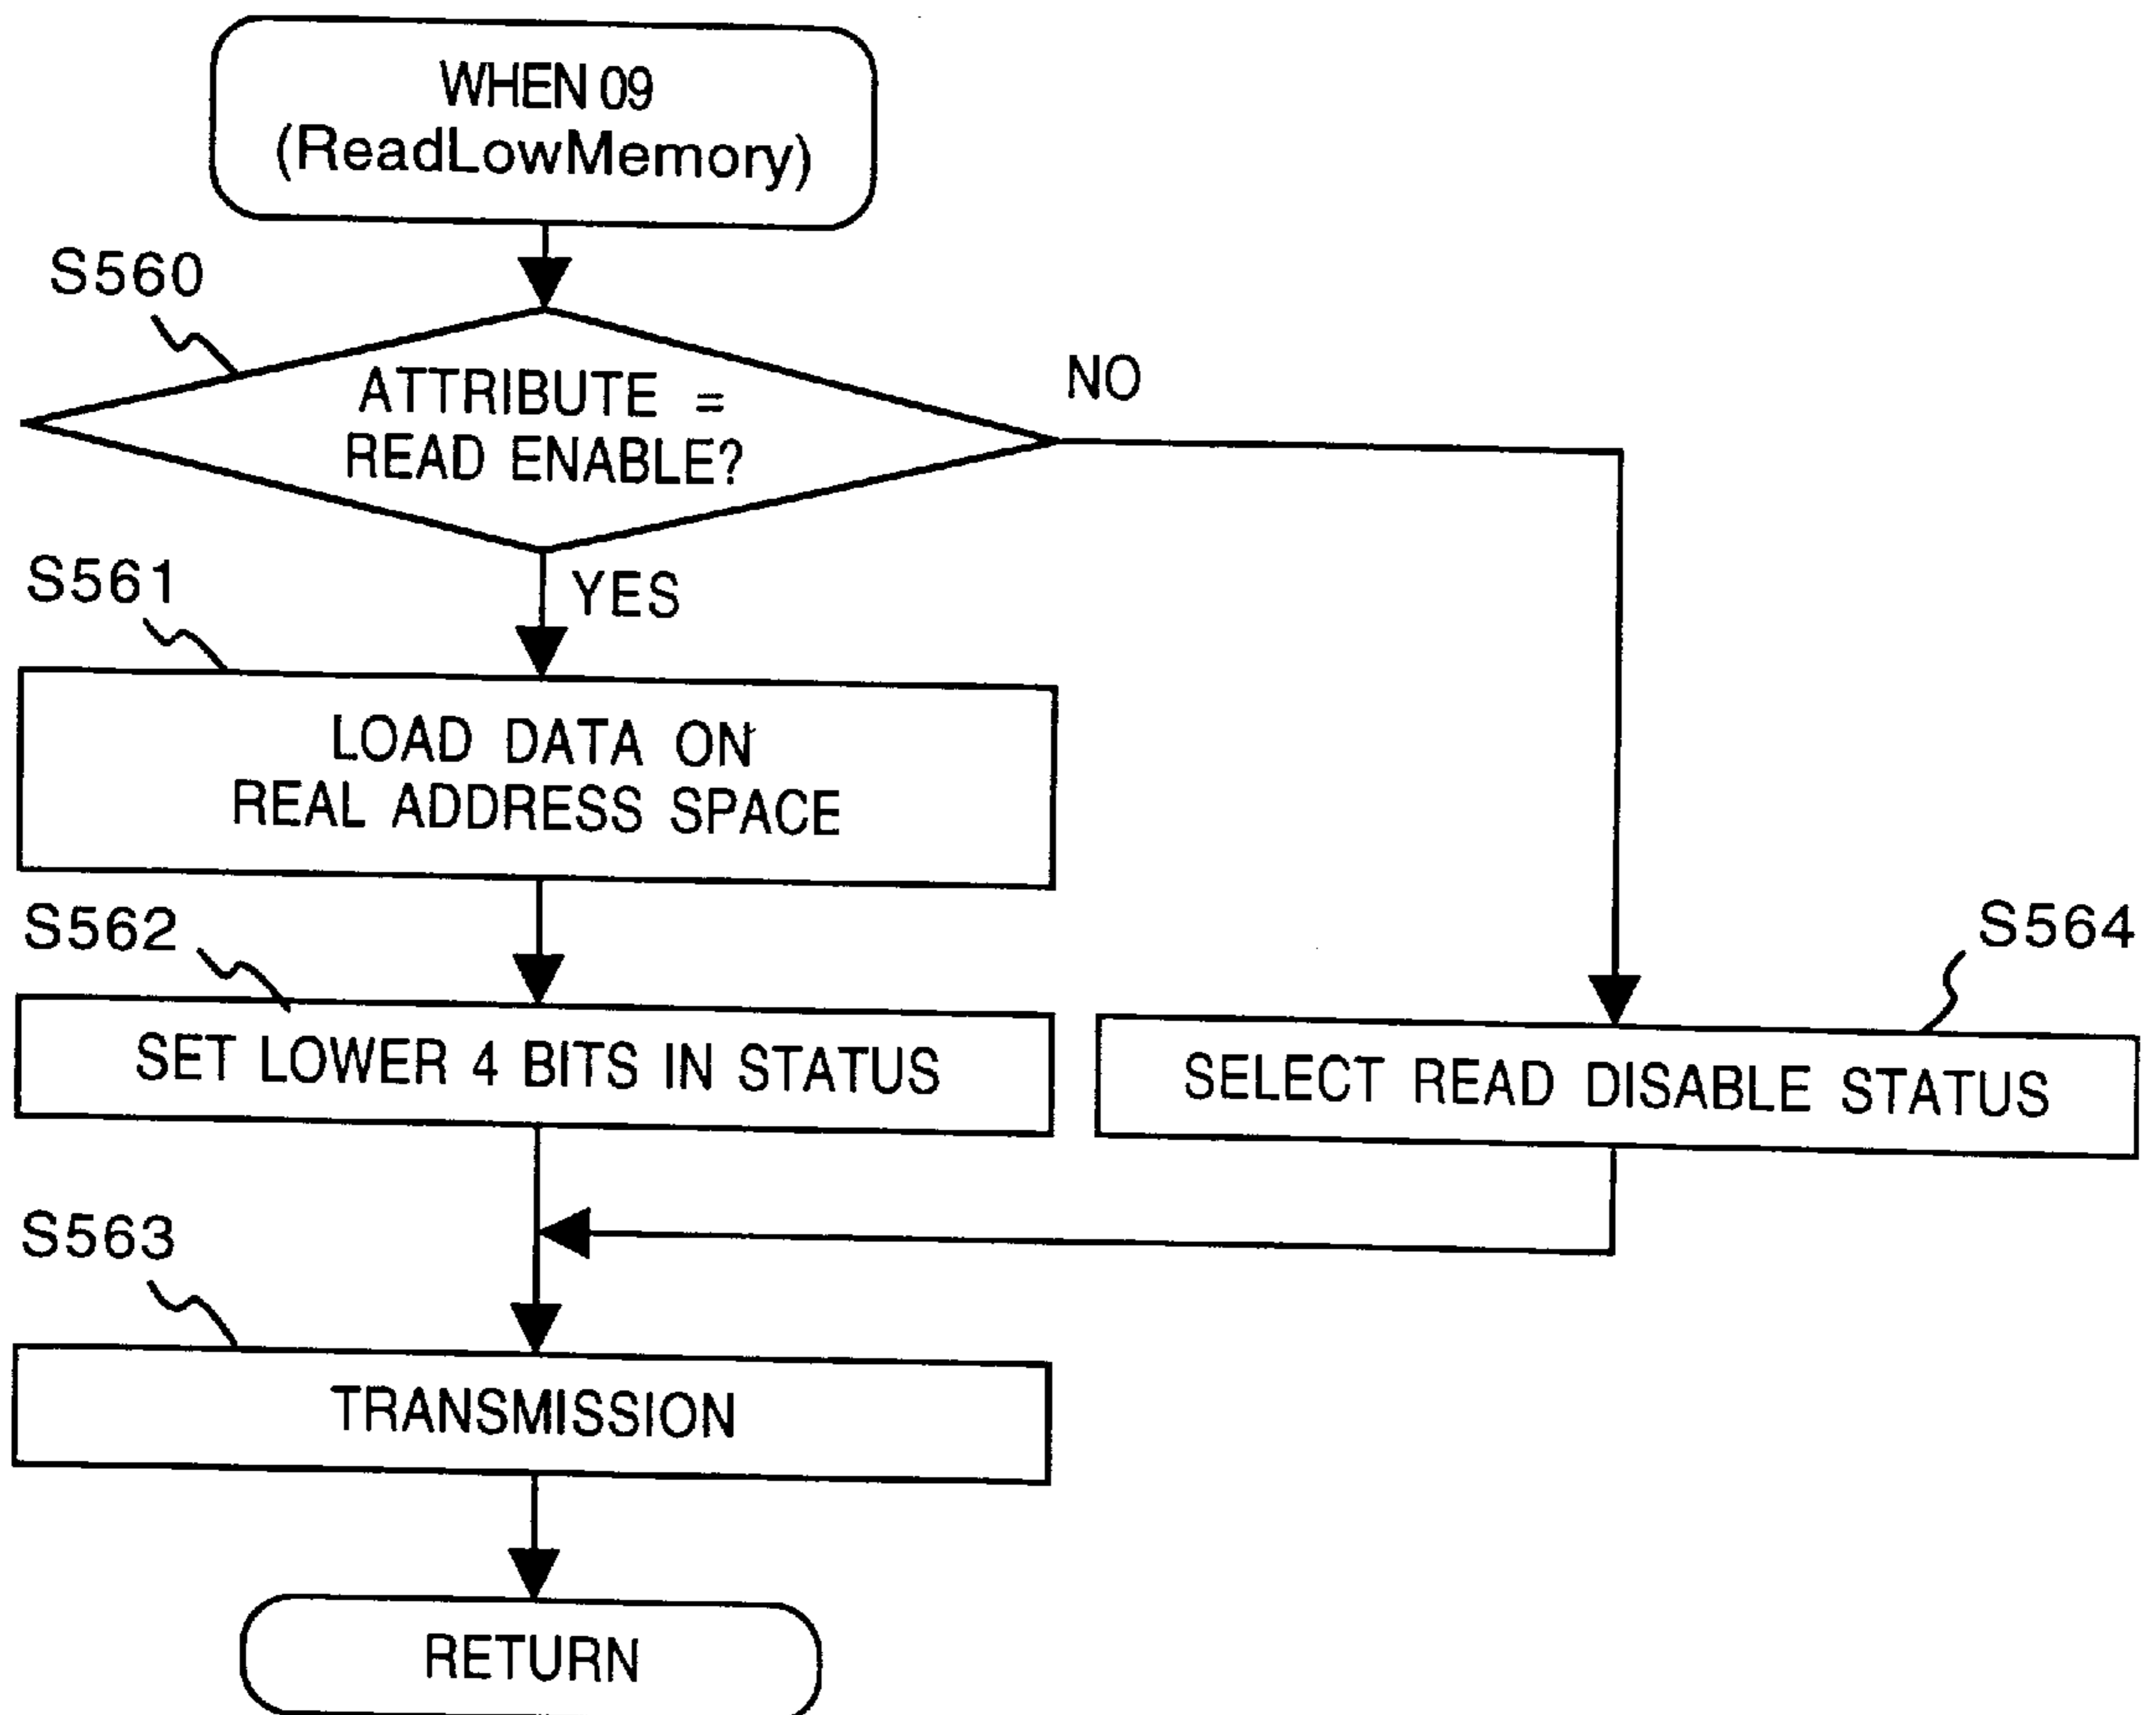 WHEN 09
(ReadLowMemory)
S560
ATTRIBUTE =
READ ENABLE?
NO
S561
YES
LOAD DATA ON
REAL ADDRESS SPACE
S562
S564
SET LOWER 4 BITS IN STATUS
SELECT READ DISABLE STATUS
S563
TRANSMISSION
RETURN